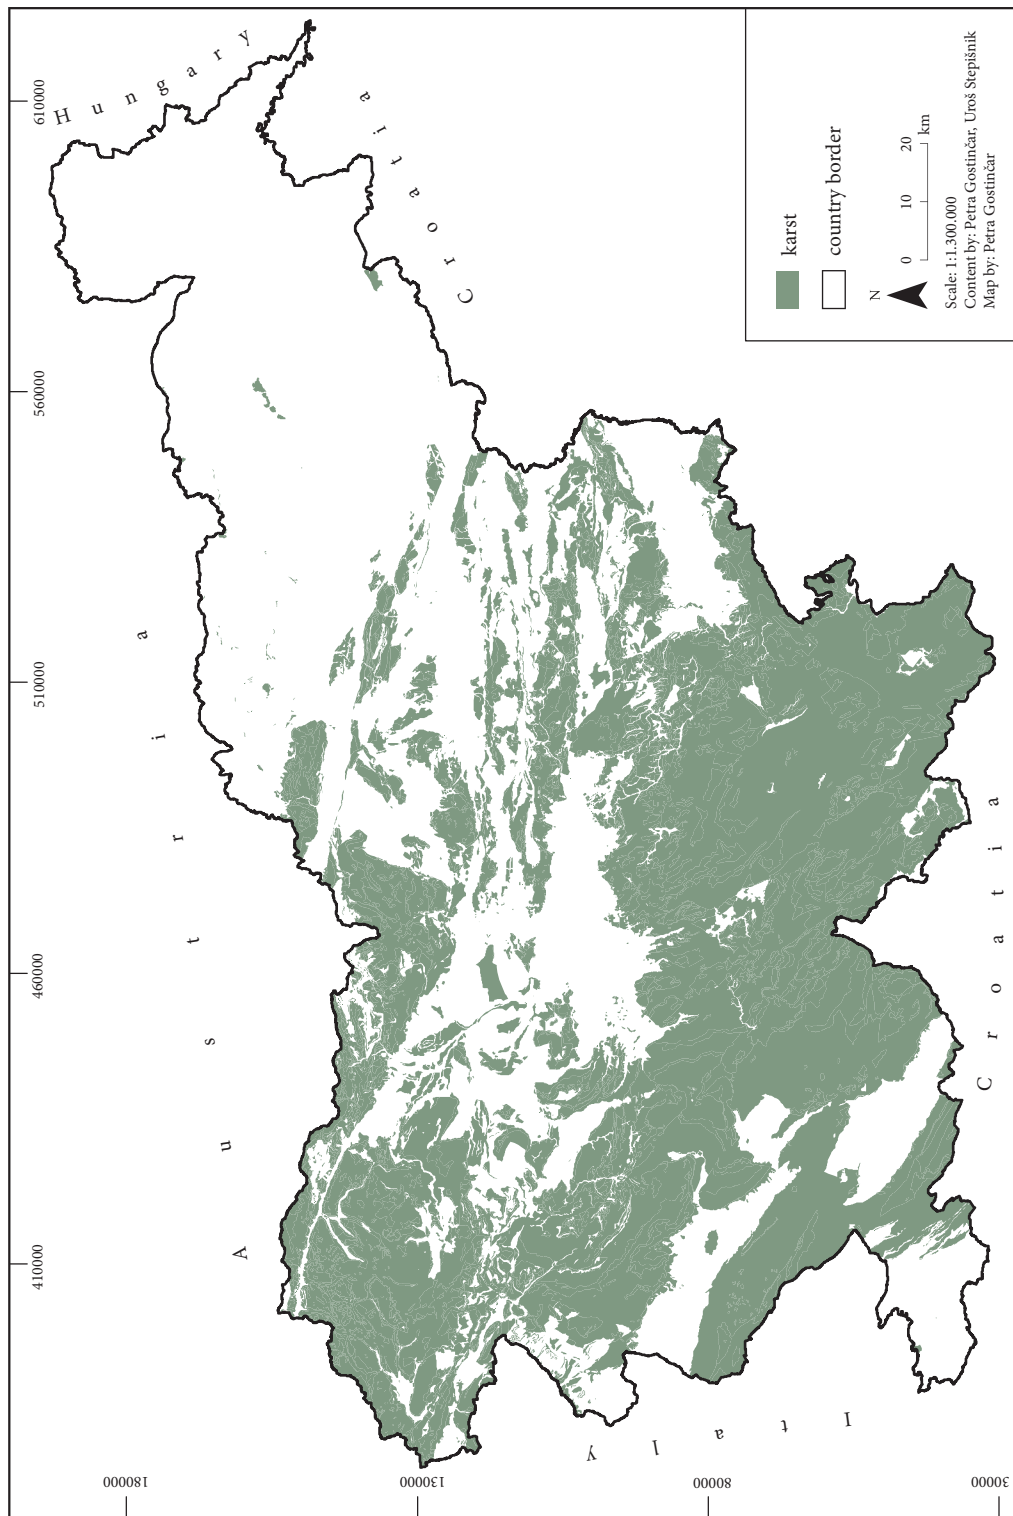 Hungary
Croatia
Austria
Italy
Croatia
610000
560000
510000
460000
410000
180000
130000
80000
30000
karst
country border
N
0 10 20
km
Scale: 1:1.300.000
Content by: Petra Gostinčar, Uroš Stepišnik
Map by: Petra Gostinčar